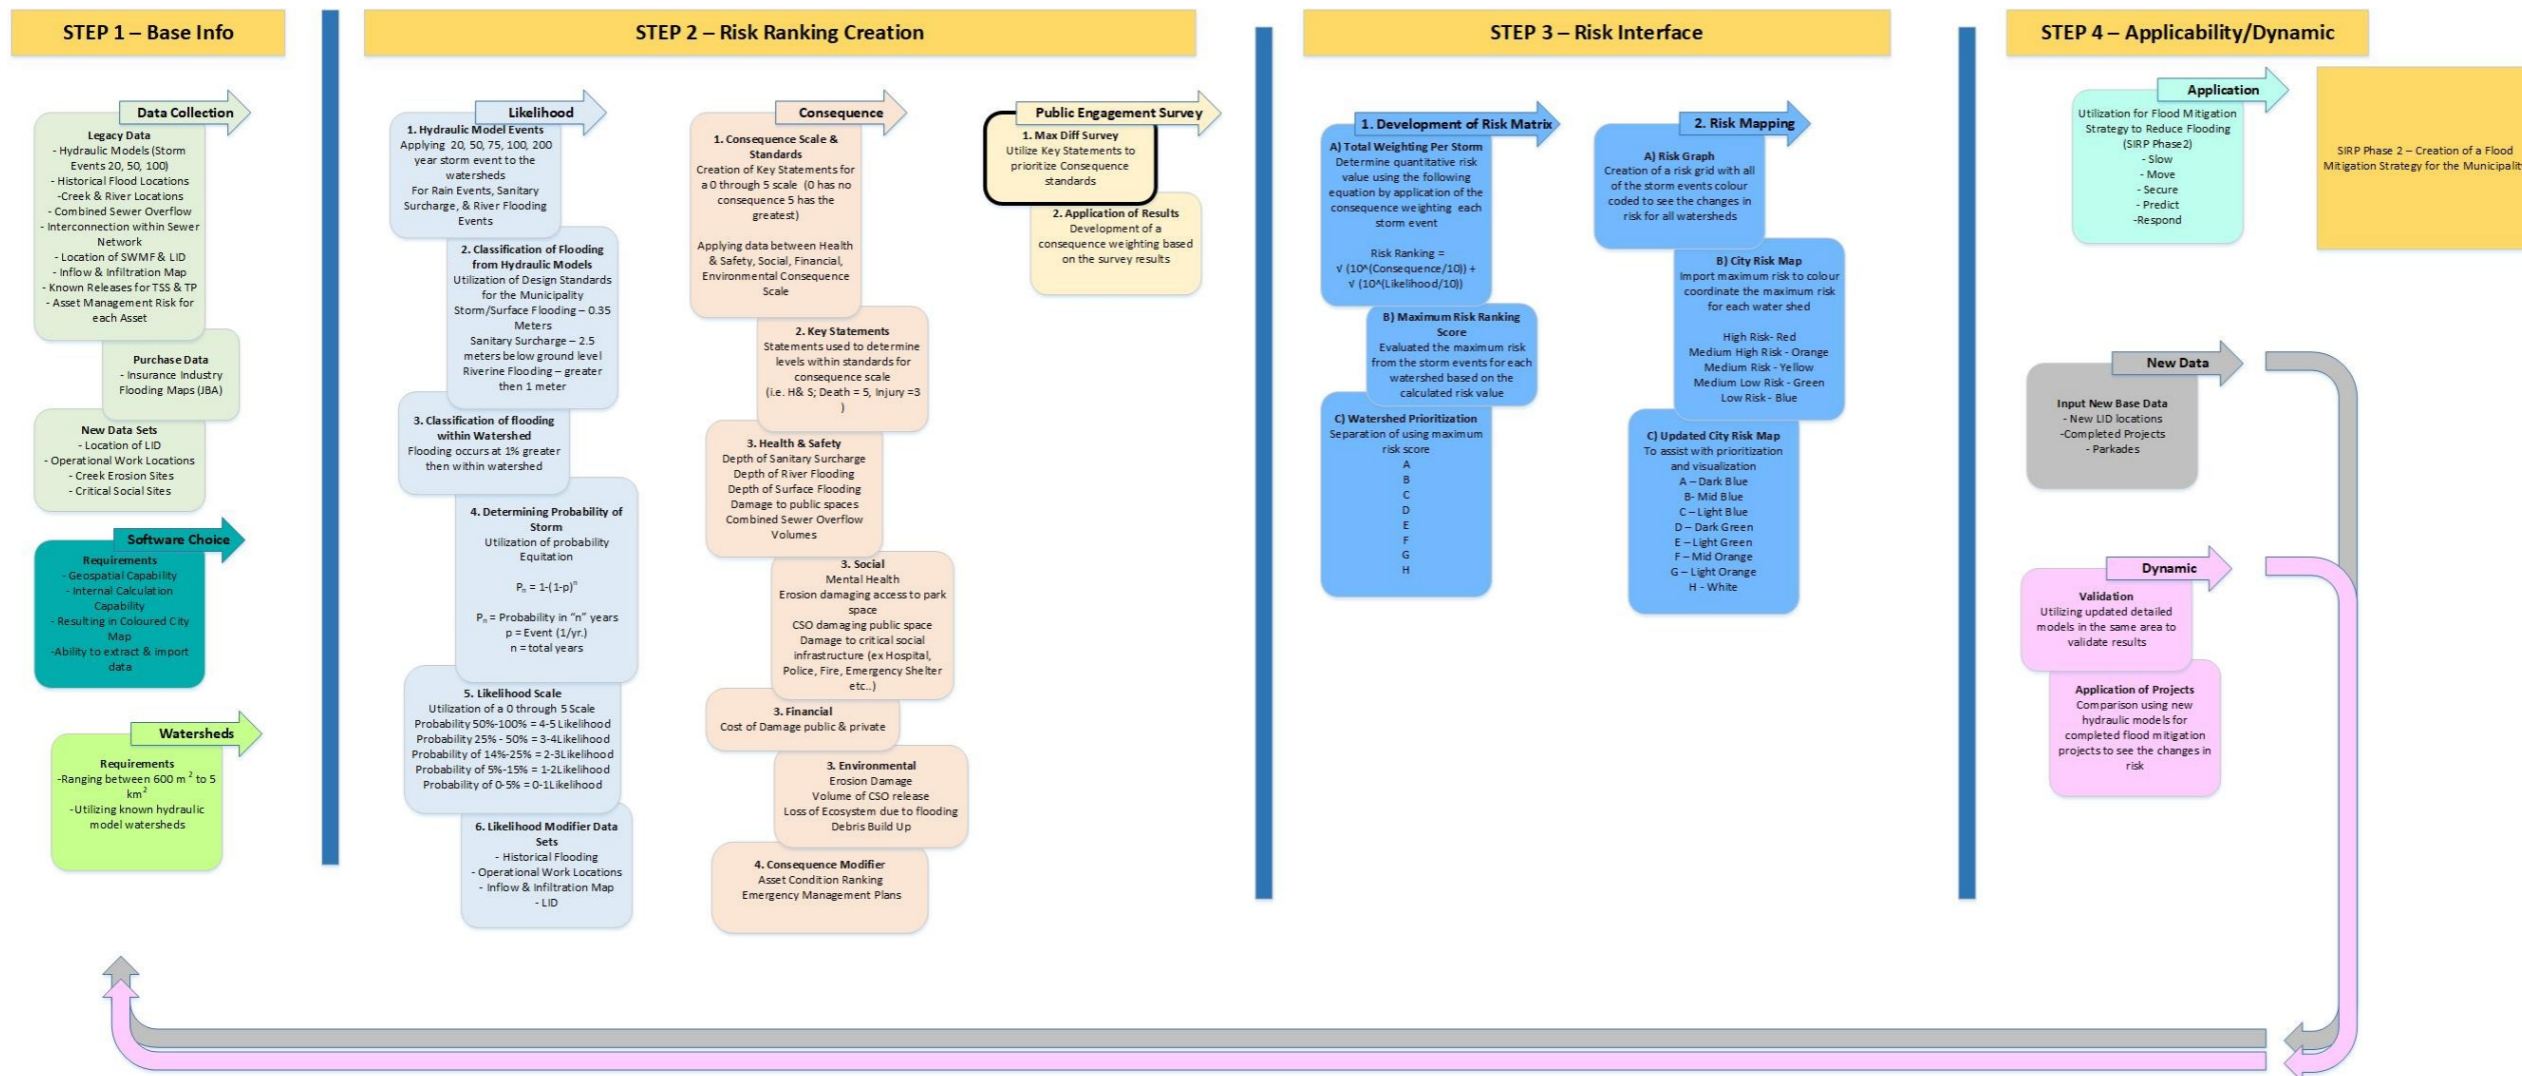 STEP 1 – Base Info
Data Collection
Legacy Data
- Hydraulic Models (Storm
Events 20, 50, 100)
- Historical Flood Locations
-Creek & River Locations
- Combined Sewer Overflow
- Interconnection within Sewer
Network
- Location of SWMF & LID
- Inflow & Infiltration Map
- Known Releases for TSS & TP
- Asset Management Risk for
each Asset
Purchase Data
- Insurance Industry
Flooding Maps (JBA)
New Data Sets
- Location of LID
- Operational Work Locations
- Creek Erosion Sites
- Critical Social Sites
Software Choice
Requirements
- Geospatial Capability
- Internal Calculation
Capability
- Resulting in Coloured City
Map
-Ability to extract & import
data
Watersheds
Requirements
-Ranging between 600 m² to 5
km²
-Utilizing known hydraulic
model watersheds
STEP 2 – Risk Ranking Creation
Likelihood
1. Hydraulic Model Events
Applying 20, 50, 75, 100, 200
year storm event to the
watersheds
For Rain Events, Sanitary
Surcharge, & River Flooding
Events
2. Classification of Flooding
from Hydraulic Models
Utilization of Design Standards
for the Municipality
Storm/Surface Flooding – 0.35
Meters
Sanitary Surcharge – 2.5
meters below ground level
Riverine Flooding – greater
then 1 meter
3. Classification of flooding
within Watershed
Flooding occurs at 1% greater
then within watershed
4. Determining Probability of
Storm
Utilization of probability
Equitation
Pₙ = 1-(1-p)ⁿ
Pₙ = Probability in “n” years
p = Event (1/yr.)
n = total years
5. Likelihood Scale
Utilization of a 0 through 5 Scale
Probability 50%-100% = 4-5 Likelihood
Probability 25% - 50% = 3-4Likelihood
Probability of 14%-25% = 2-3Likelihood
Probability of 5%-15% = 1-2Likelihood
Probability of 0-5% = 0-1Likelihood
6. Likelihood Modifier Data
Sets
- Historical Flooding
- Operational Work Locations
- Inflow & Infiltration Map
- LID
Consequence
1. Consequence Scale &
Standards
Creation of Key Statements for
a 0 through 5 scale (0 has no
consequence 5 has the
greatest)
Applying data between Health
& Safety, Social, Financial,
Environmental Consequence
Scale
2. Key Statements
Statements used to determine
levels within standards for
consequence scale
(i.e. H& S; Death = 5, Injury =3
)
3. Health & Safety
Depth of Sanitary Surcharge
Depth of River Flooding
Depth of Surface Flooding
Damage to public spaces
Combined Sewer Overflow
Volumes
3. Social
Mental Health
Erosion damaging access to park
space
CSO damaging public space
Damage to critical social
infrastructure (ex Hospital,
Police, Fire, Emergency Shelter
etc..)
3. Financial
Cost of Damage public & private
3. Environmental
Erosion Damage
Volume of CSO release
Loss of Ecosystem due to flooding
Debris Build Up
4. Consequence Modifier
Asset Condition Ranking
Emergency Management Plans
Public Engagement Survey
1. Max Diff Survey
Utilize Key Statements to
prioritize Consequence
standards
2. Application of Results
Development of a
consequence weighting based
on the survey results
STEP 3 – Risk Interface
1. Development of Risk Matrix
A) Total Weighting Per Storm
Determine quantitative risk
value using the following
equation by application of the
consequence weighting each
storm event
Risk Ranking =
√ (10^(Consequence/10)) +
√ (10^(Likelihood/10))
B) Maximum Risk Ranking
Score
Evaluated the maximum risk
from the storm events for each
watershed based on the
calculated risk value
C) Watershed Prioritization
Separation of using maximum
risk score
A
B
C
D
E
F
G
H
2. Risk Mapping
A) Risk Graph
Creation of a risk grid with all
of the storm events colour
coded to see the changes in
risk for all watersheds
B) City Risk Map
Import maximum risk to colour
coordinate the maximum risk
for each water shed
High Risk- Red
Medium High Risk - Orange
Medium Risk - Yellow
Medium Low Risk - Green
Low Risk - Blue
C) Updated City Risk Map
To assist with prioritization
and visualization
A – Dark Blue
B- Mid Blue
C – Light Blue
D – Dark Green
E – Light Green
F – Mid Orange
G – Light Orange
H - White
STEP 4 – Applicability/Dynamic
Application
Utilization for Flood Mitigation
Strategy to Reduce Flooding
(SIRP Phase2)
- Slow
- Move
- Secure
- Predict
-Respond
SIRP Phase 2 – Creation of a Flood
Mitigation Strategy for the Municipality
New Data
Input New Base Data
- New LID locations
-Completed Projects
- Parkades
Dynamic
Validation
Utilizing updated detailed
models in the same area to
validate results
Application of Projects
Comparison using new
hydraulic models for
completed flood mitigation
projects to see the changes in
risk